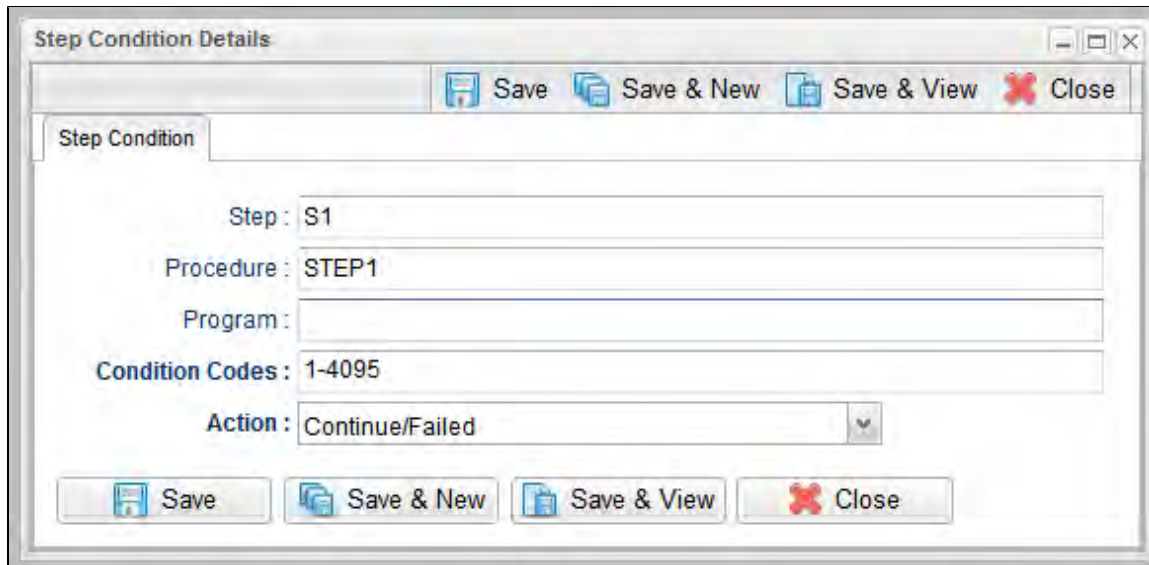 Step Condition Details
Save Save & New Save & View Close
Step Condition
Step : S1
Procedure : STEP1
Program :
Condition Codes : 1-4095
Action : Continue/Failed
Save Save & New Save & View Close